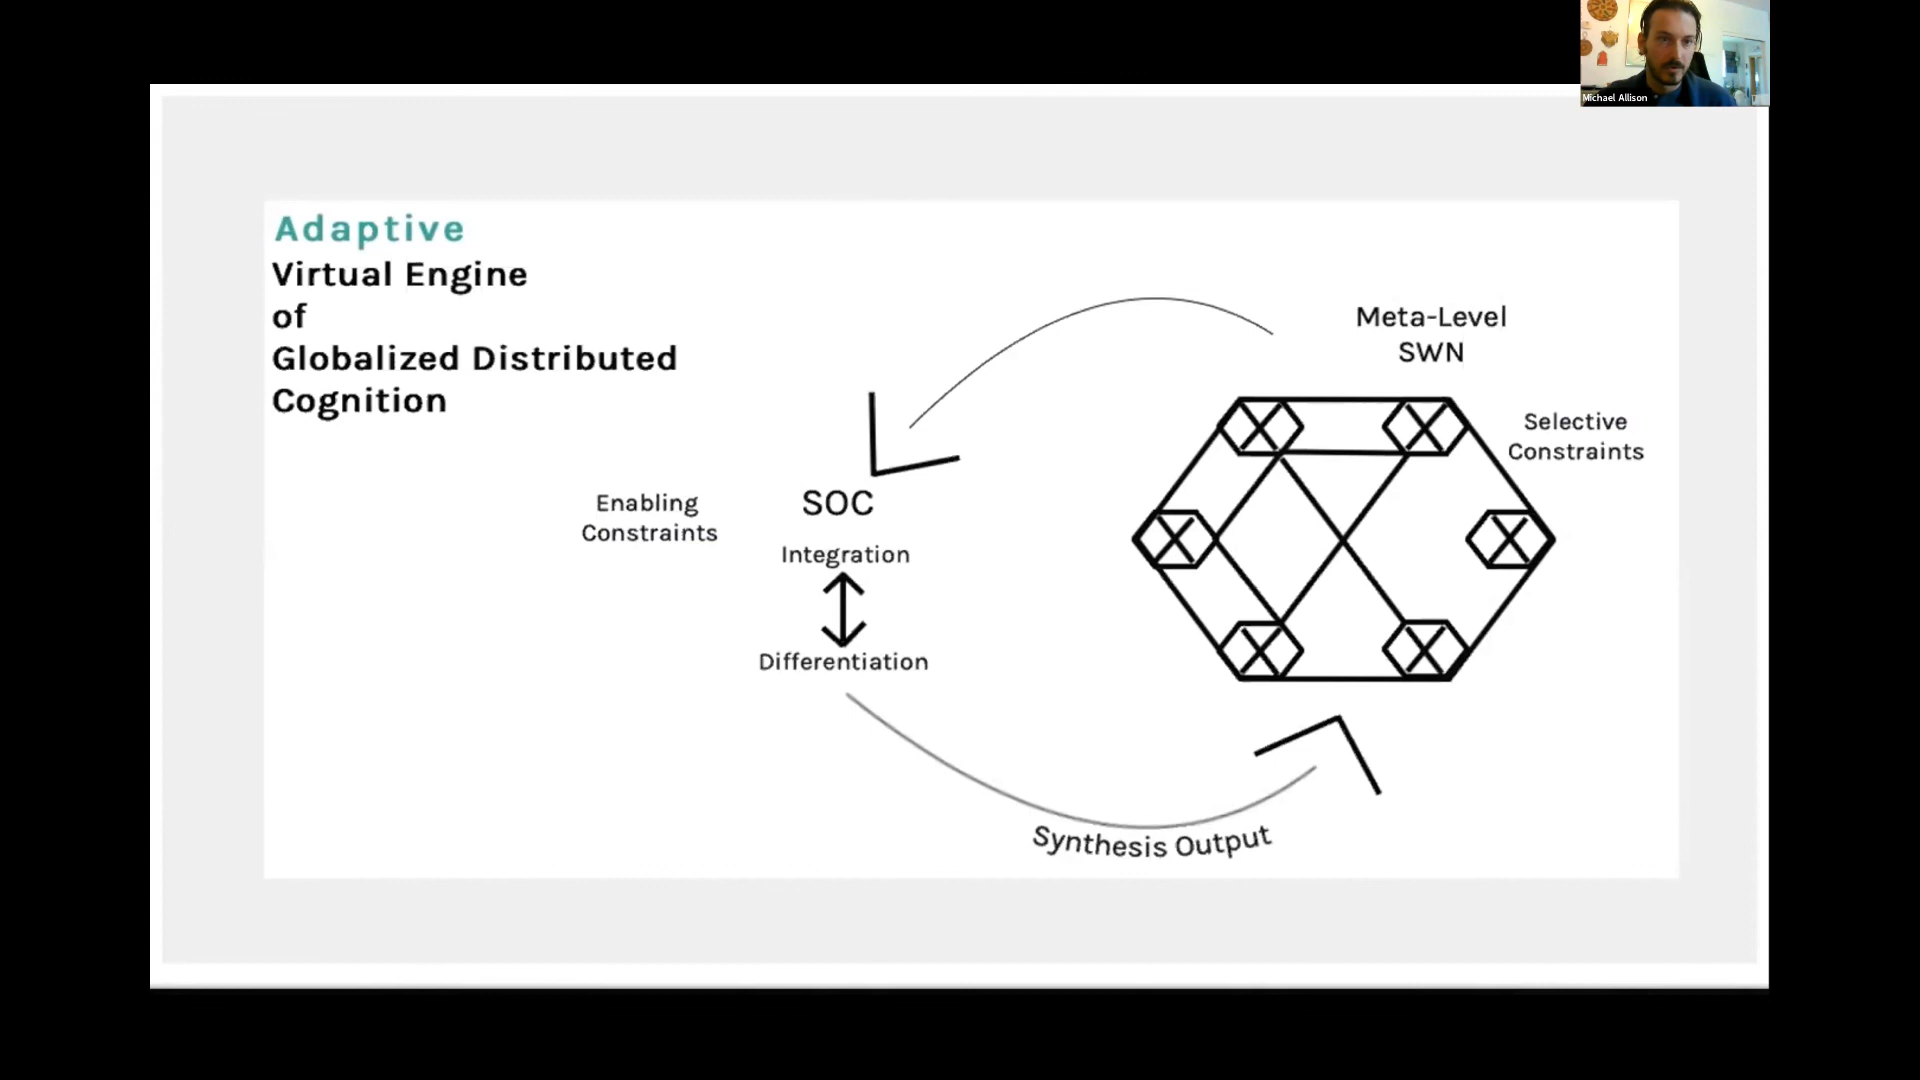 Michael Allison
Adaptive
Virtual Engine
of
Globalized Distributed
Cognition
Meta-Level
SWN
Selective
Constraints
Enabling
Constraints
SOC
Integration
Differentiation
Synthesis Output